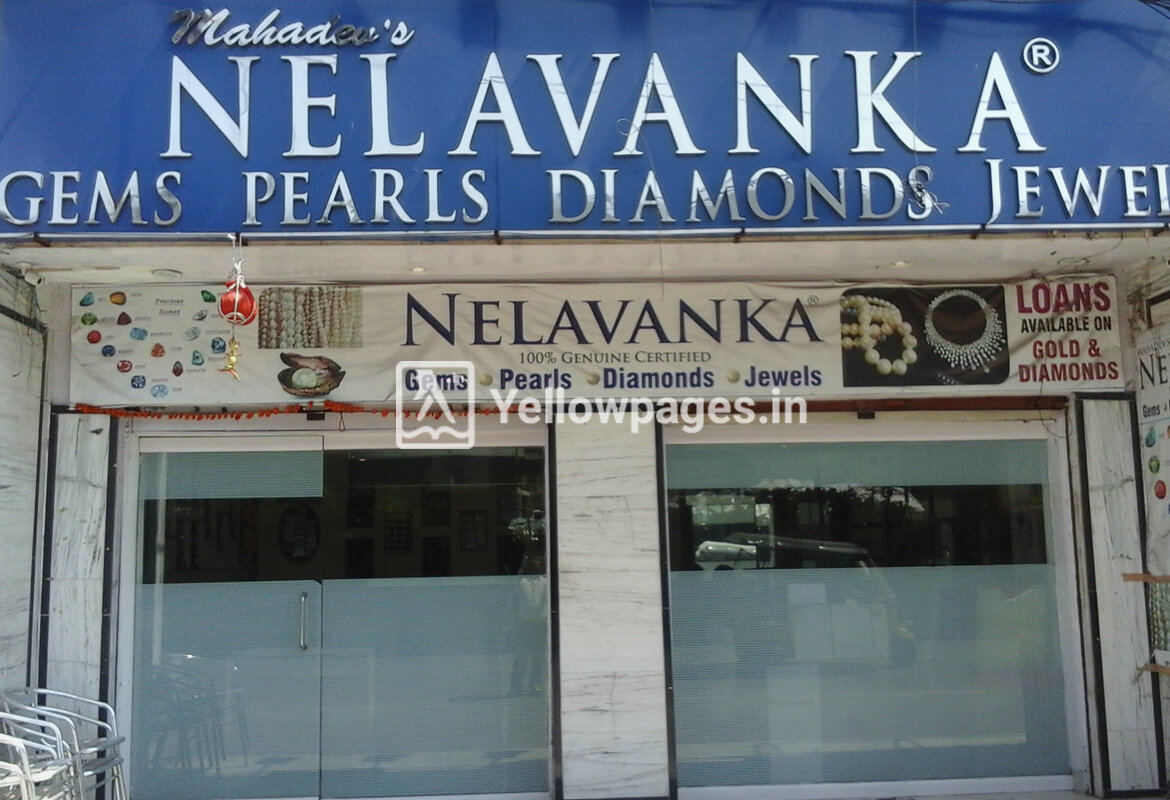 Mahadev's
NELAVANKA®
GEMS PEARLS DIAMONDS JEWEL
Precious
Stones
NELAVANKA®
100% GENUINE CERTIFIED
Gems Pearls Diamonds Jewels
LOANS
AVAILABLE ON
GOLD &
DIAMONDS
Yellowpages.in
Gems